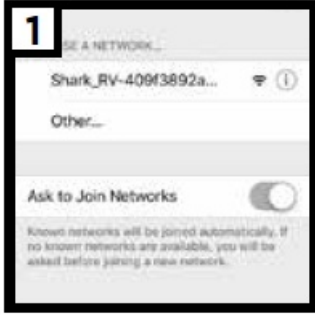 1
SE A NETWORK...
Shark_RV-409f3892a...
Other...
Ask to Join Networks
Known networks will be joined automatically. If
no known networks are available, you will be
asked before joining a new network.